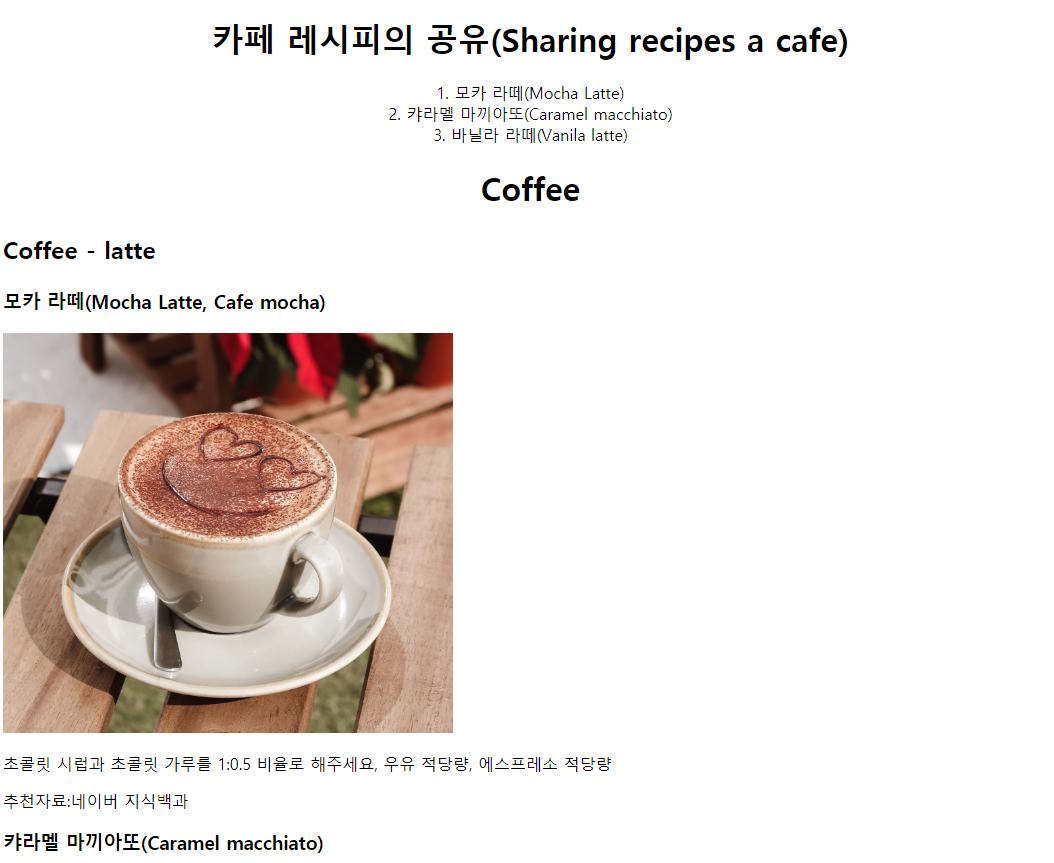 카페 레시피의 공유(Sharing recipes a cafe)
1. 모카 라떼(Mocha Latte)
2. 캬라멜 마끼아또(Caramel macchiato)
3. 바닐라 라떼(Vanila latte)
Coffee
Coffee - latte
모카 라떼(Mocha Latte, Cafe mocha)
초콜릿 시럽과 초콜릿 가루를 1:0.5 비율로 해주세요, 우유 적당량, 에스프레소 적당량
추천자료:네이버 지식백과
캬라멜 마끼아또(Caramel macchiato)